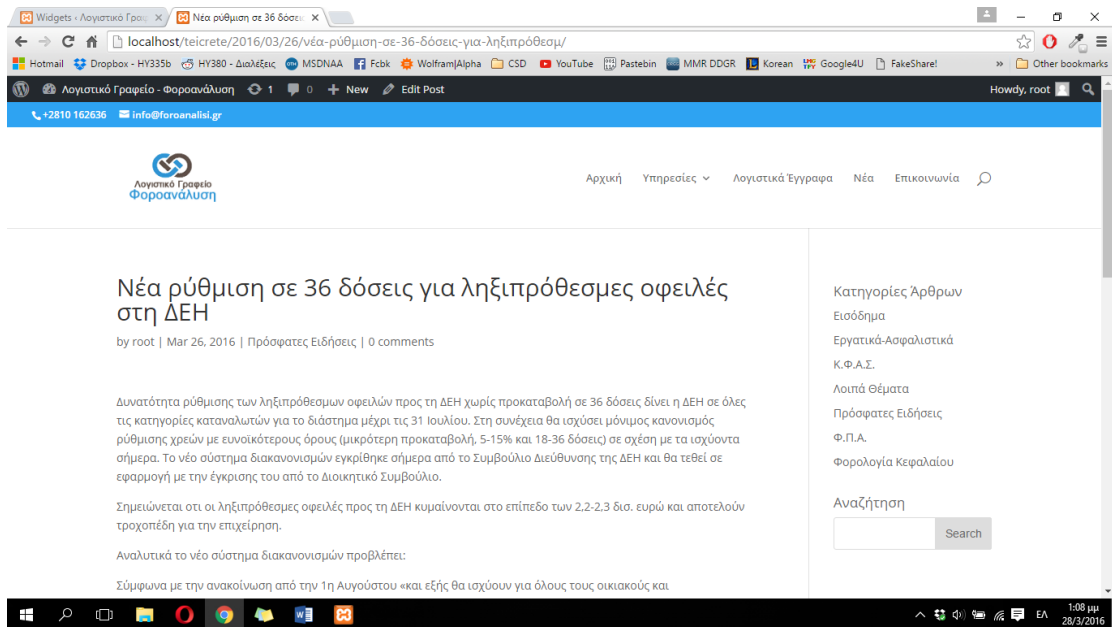 Widgets ‹ Λογιστικό Γραφ
Νέα ρύθμιση σε 36 δόσεις
localhost/teicrete/2016/03/26/νέα-ρύθμιση-σε-36-δόσεις-για-ληξιπρόθεσμ/
Hotmail Dropbox - HY335b HY380 - Διαλέξεις MSDNAA Fcbk Wolfram|Alpha CSD YouTube Pastebin MMR DDGR Korean Google4U FakeShare! » Other bookmarks
Λογιστικό Γραφείο - Φοροανάλυση 1 0 + New Edit Post Howdy, root
+2810 162636 info@foroanalisi.gr
Λογιστικό Γραφείο
Φοροανάλυση
Αρχική Υπηρεσίες Λογιστικά Έγγραφα Νέα Επικοινωνία
Νέα ρύθμιση σε 36 δόσεις για ληξιπρόθεσμες οφειλές
στη ΔΕΗ
by root | Mar 26, 2016 | Πρόσφατες Ειδήσεις | 0 comments
Δυνατότητα ρύθμισης των ληξιπρόθεσμων οφειλών προς τη ΔΕΗ χωρίς προκαταβολή σε 36 δόσεις δίνει η ΔΕΗ σε όλες
τις κατηγορίες καταναλωτών για το διάστημα μέχρι τις 31 Ιουλίου. Στη συνέχεια θα ισχύσει μόνιμος κανονισμός
ρύθμισης χρεών με ευνοϊκότερους όρους (μικρότερη προκαταβολή, 5-15% και 18-36 δόσεις) σε σχέση με τα ισχύοντα
σήμερα. Το νέο σύστημα διακανονισμών εγκρίθηκε σήμερα από το Συμβούλιο Διεύθυνσης της ΔΕΗ και θα τεθεί σε
εφαρμογή με την έγκρισης του από το Διοικητικό Συμβούλιο.
Σημειώνεται οτι οι ληξιπρόθεσμες οφειλές προς τη ΔΕΗ κυμαίνονται στο επίπεδο των 2,2-2,3 δισ. ευρώ και αποτελούν
τροχοπέδη για την επιχείρηση.
Αναλυτικά το νέο σύστημα διακανονισμών προβλέπει:
Σύμφωνα με την ανακοίνωση από την 1η Αυγούστου «και εξής θα ισχύουν για όλους τους οικιακούς και
Κατηγορίες Άρθρων
Εισόδημα
Εργατικά-Ασφαλιστικά
Κ.Φ.Α.Σ.
Λοιπά Θέματα
Πρόσφατες Ειδήσεις
Φ.Π.Α.
Φορολογία Κεφαλαίου
Αναζήτηση
Search
ΕΛ
1:08 μμ
28/3/2016